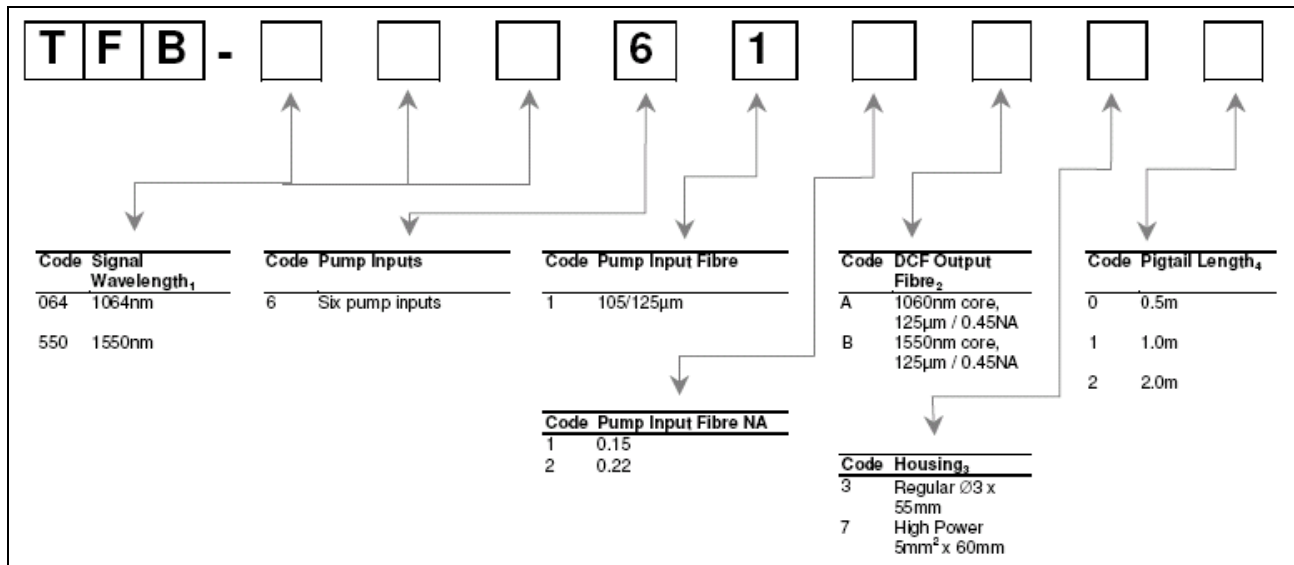 T F B - 6 1
Code Signal Wavelength1
064 1064nm
550 1550nm
Code Pump Inputs
6 Six pump inputs
Code Pump Input Fibre
1 105/125µm
Code Pump Input Fibre NA
1 0.15
2 0.22
Code DCF Output Fibre2
A 1060nm core,
125µm / 0.45NA
B 1550nm core,
125µm / 0.45NA
Code Housing3
3 Regular Ø3 x
55mm
7 High Power
5mm² x 60mm
Code Pigtail Length4
0 0.5m
1 1.0m
2 2.0m